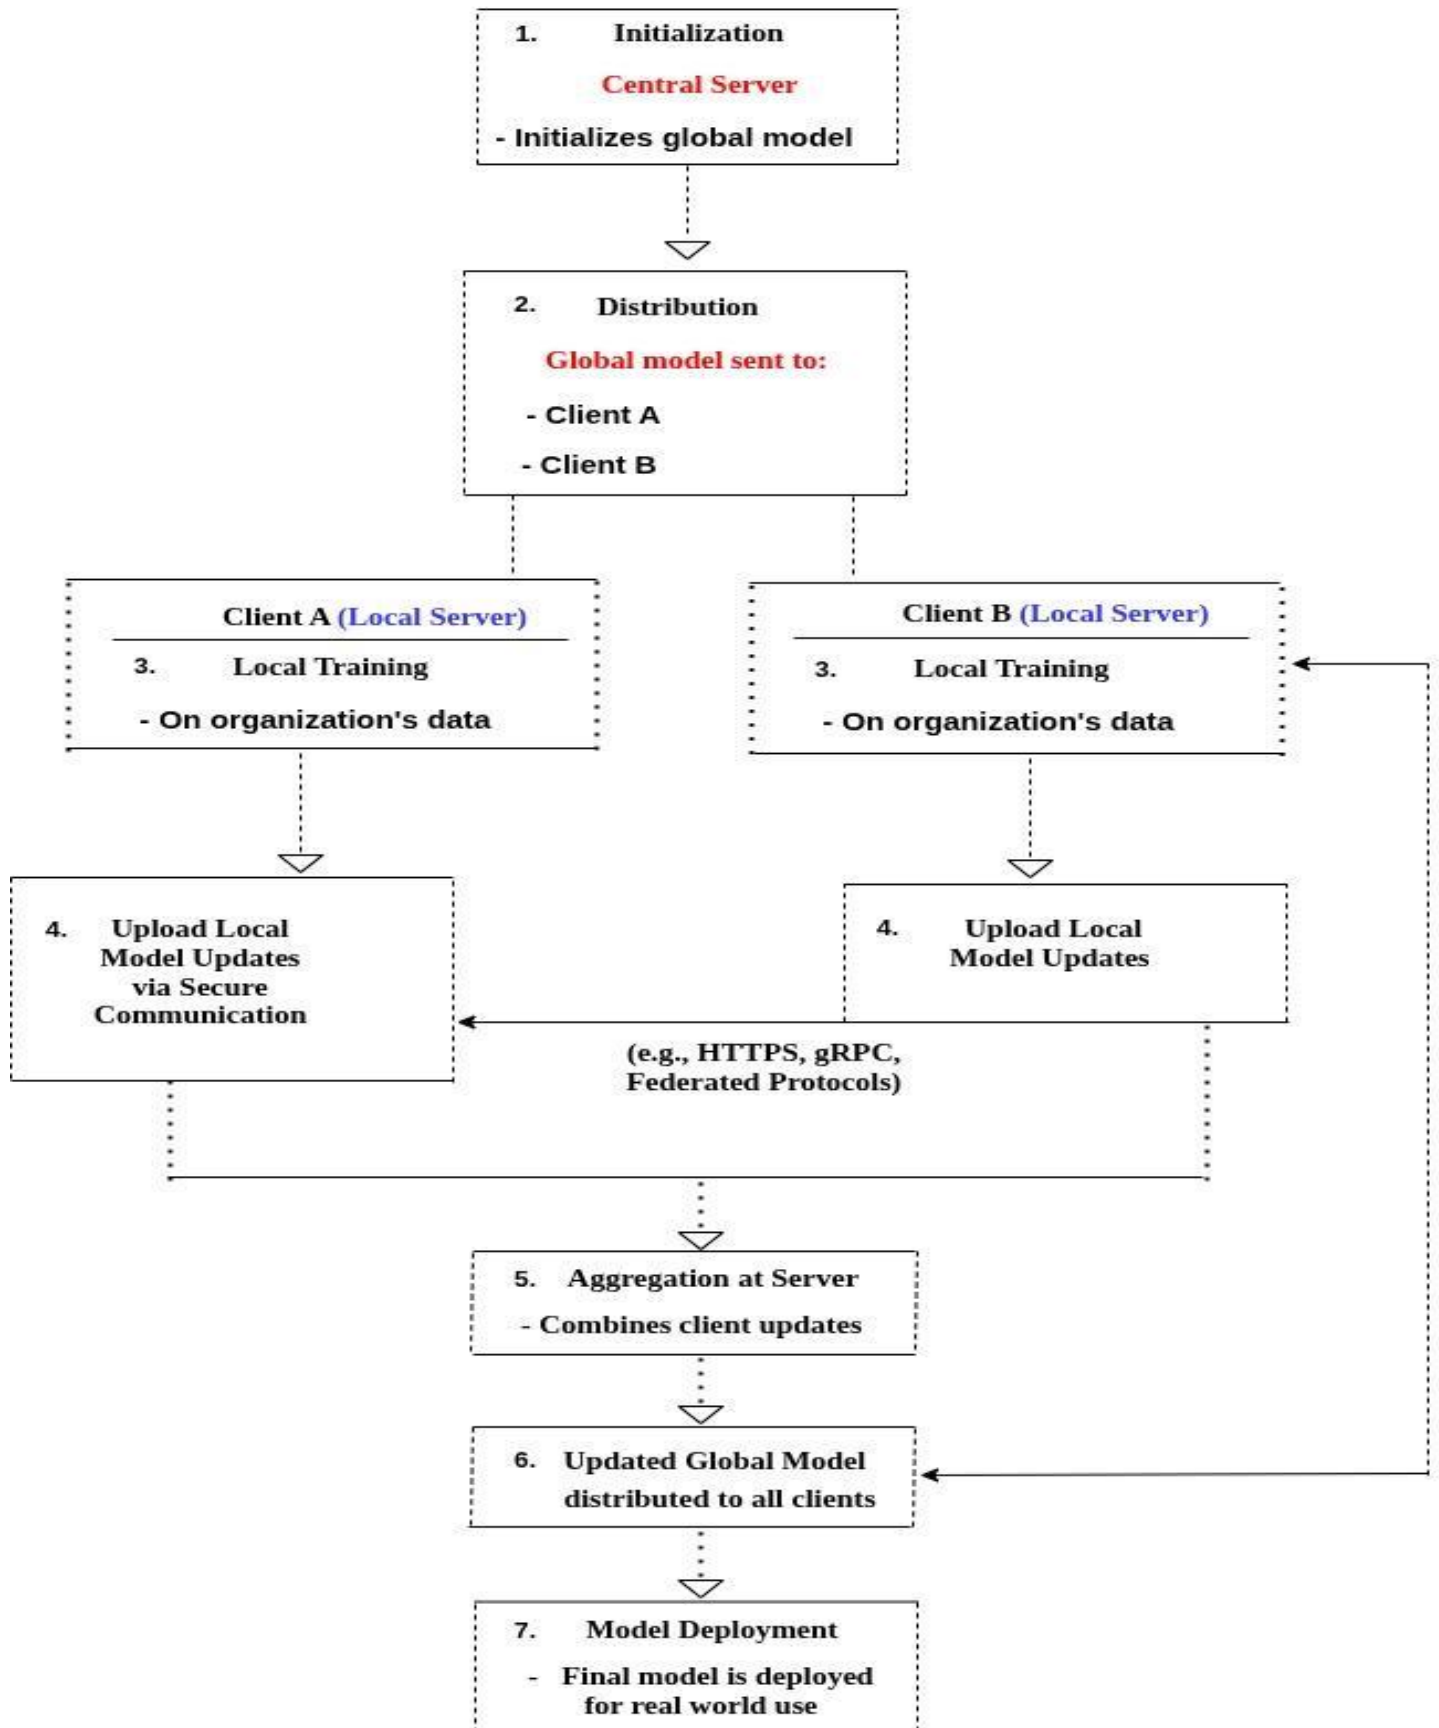 1. Initialization
Central Server
- Initializes global model
2. Distribution
Global model sent to:
- Client A
- Client B
Client A (Local Server)
3. Local Training
- On organization's data
Client B (Local Server)
3. Local Training
- On organization's data
4. Upload Local
Model Updates
via Secure
Communication
4. Upload Local
Model Updates
(e.g., HTTPS, gRPC,
Federated Protocols)
5. Aggregation at Server
- Combines client updates
6. Updated Global Model
distributed to all clients
7. Model Deployment
- Final model is deployed
for real world use